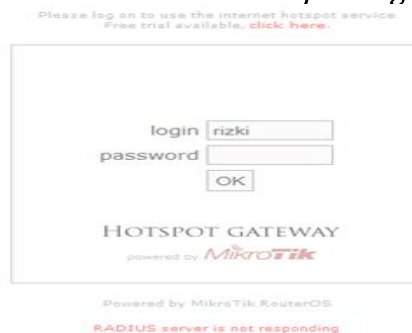 Please log on to use the internet hotspot service
Free trial available, click here.
login rizki
password
OK
HOTSPOT GATEWAY
powered by MikroTik
Powered by MikroTik RouterOS
RADIUS server is not responding